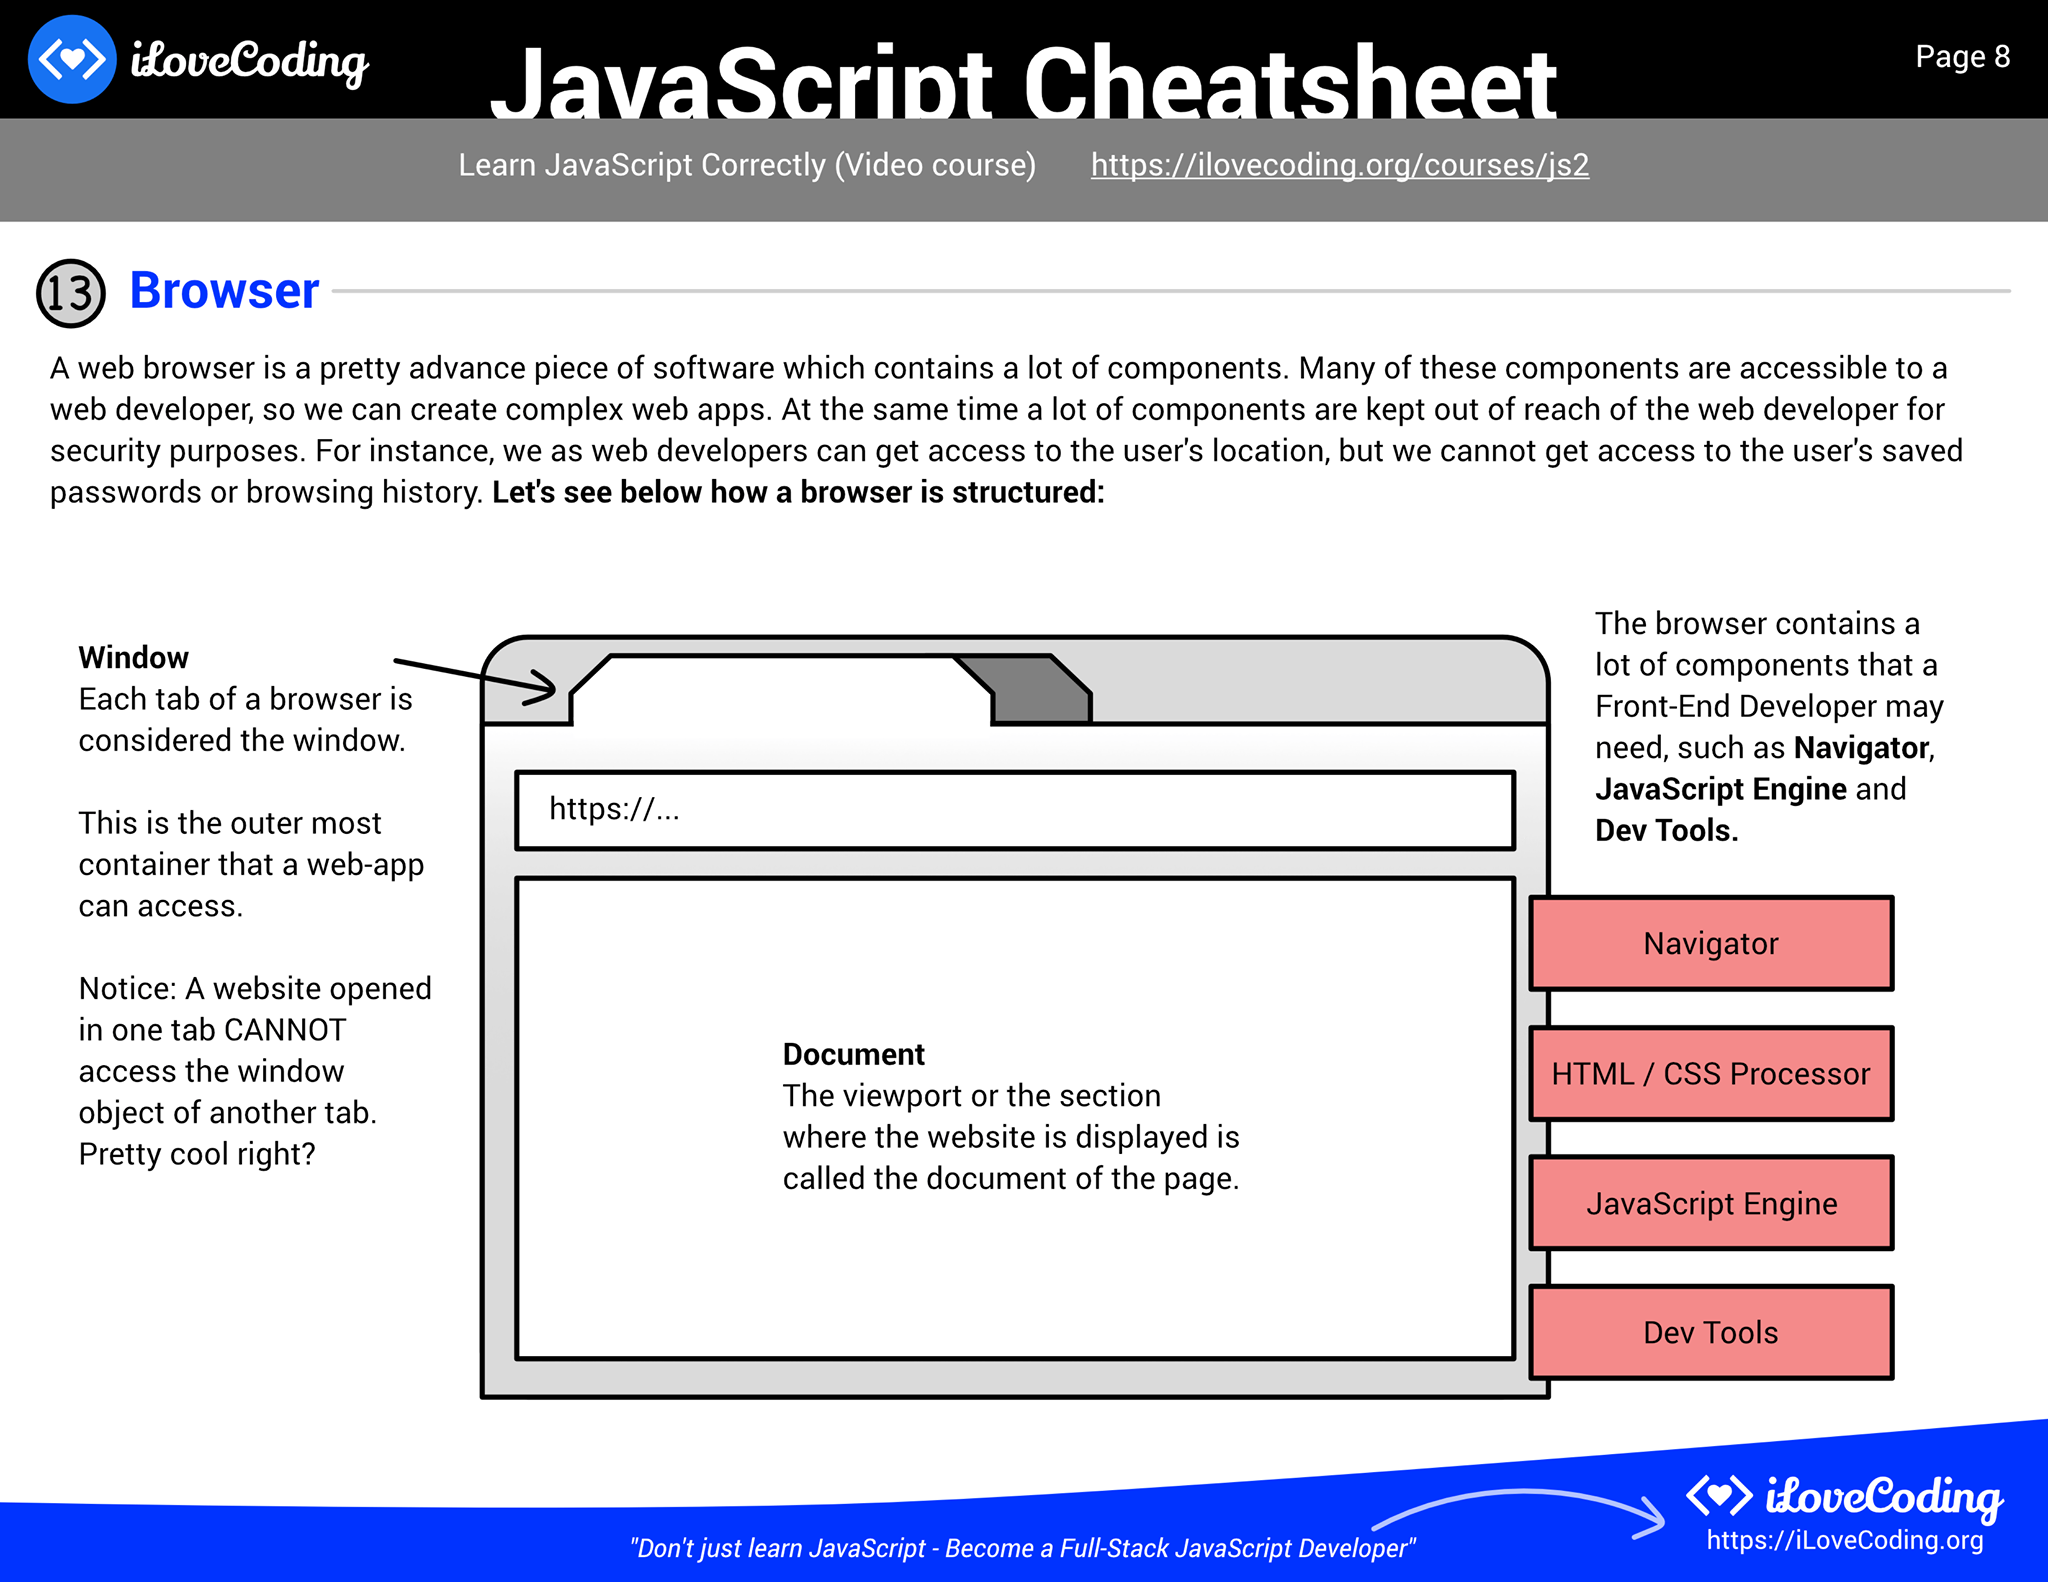 iLoveCoding
JavaScript Cheatsheet
Page 8
Learn JavaScript Correctly (Video course) https://ilovecoding.org/courses/js2
13 Browser
A web browser is a pretty advance piece of software which contains a lot of components. Many of these components are accessible to a
web developer, so we can create complex web apps. At the same time a lot of components are kept out of reach of the web developer for
security purposes. For instance, we as web developers can get access to the user's location, but we cannot get access to the user's saved
passwords or browsing history. Let's see below how a browser is structured:
Window
Each tab of a browser is
considered the window.
This is the outer most
container that a web-app
can access.
Notice: A website opened
in one tab CANNOT
access the window
object of another tab.
Pretty cool right?
https://...
Document
The viewport or the section
where the website is displayed is
called the document of the page.
The browser contains a
lot of components that a
Front-End Developer may
need, such as Navigator,
JavaScript Engine and
Dev Tools.
Navigator
HTML / CSS Processor
JavaScript Engine
Dev Tools
"Don't just learn JavaScript - Become a Full-Stack JavaScript Developer"
iLoveCoding
https://iLoveCoding.org